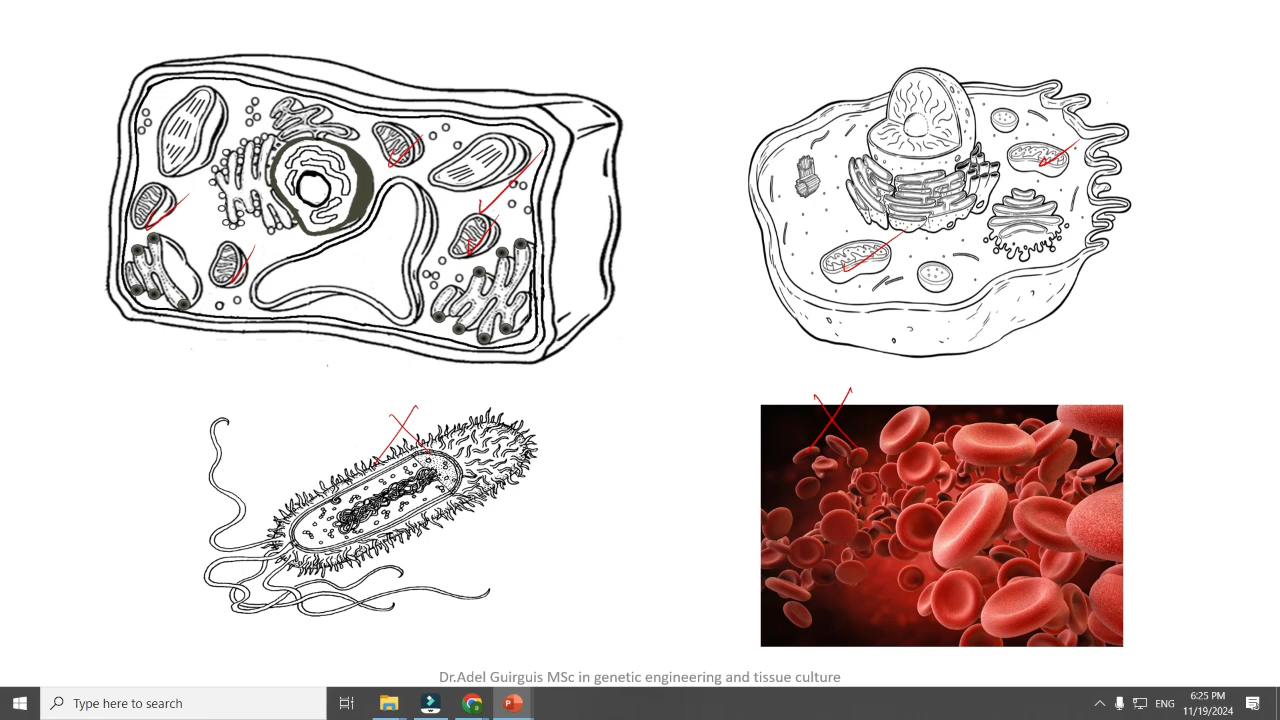 Dr.Adel Guirguis MSc in genetic engineering and tissue culture
Type here to search
ENG
6:25 PM
11/19/2024